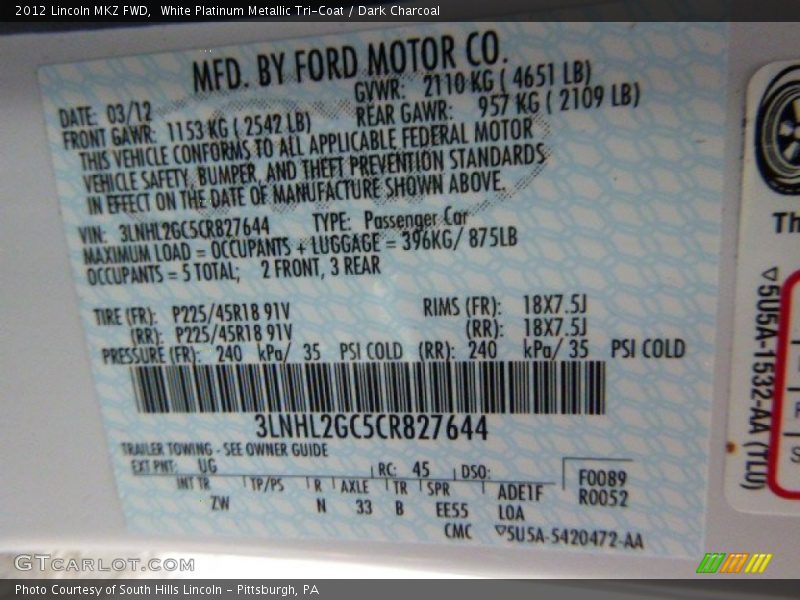 2012 Lincoln MKZ FWD, White Platinum Metallic Tri-Coat / Dark Charcoal
MFD. BY FORD MOTOR CO.
DATE: 03/12 GVWR: 2110 KG ( 4651 LB)
FRONT GAWR: 1153 KG ( 2542 LB) REAR GAWR: 957 KG ( 2109 LB)
THIS VEHICLE CONFORMS TO ALL APPLICABLE FEDERAL MOTOR
VEHICLE SAFETY, BUMPER, AND THEFT PREVENTION STANDARDS
IN EFFECT ON THE DATE OF MANUFACTURE SHOWN ABOVE.
VIN: 3LNHL2GC5CR827644 TYPE: Passenger Car
MAXIMUM LOAD = OCCUPANTS + LUGGAGE = 396KG/ 875LB
OCCUPANTS = 5 TOTAL; 2 FRONT, 3 REAR
TIRE (FR): P225/45R18 91V RIMS (FR): 18X7.5J
(RR): P225/45R18 91V (RR): 18X7.5J
PRESSURE (FR): 240 kPa/ 35 PSI COLD (RR): 240 kPa/ 35 PSI COLD
3LNHL2GC5CR827644
TRAILER TOWING - SEE OWNER GUIDE
EXT PNT: UG RC: 45 DSO: F0089
INT TR TP/PS R AXLE TR SPR ADE1F R0052
ZW N 33 B EE55 LOA
CMC ▽5U5A-5420472-AA
Th
▽5U5A-1532-AA (TLU)
GTCARLOT.COM
Photo Courtesy of South Hills Lincoln - Pittsburgh, PA